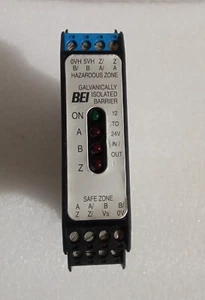 0VH 5VH Z/ Z
B/ B A/ A
HAZARDOUS ZONE
GALVANICALLY
BEI ISOLATED
BARRIER
ON 12
A TO
24V
B IN/
OUT
Z
SAFE ZONE
A A/ B B/
Z Z/ Vs 0V